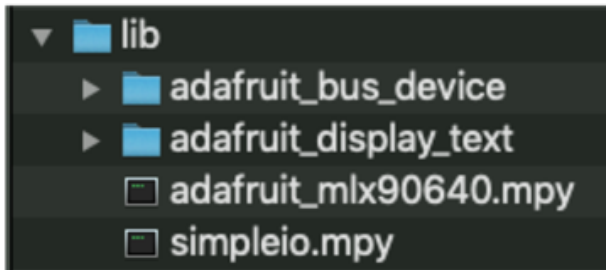 lib
adafruit_bus_device
adafruit_display_text
adafruit_mlx90640.mpy
simpleio.mpy